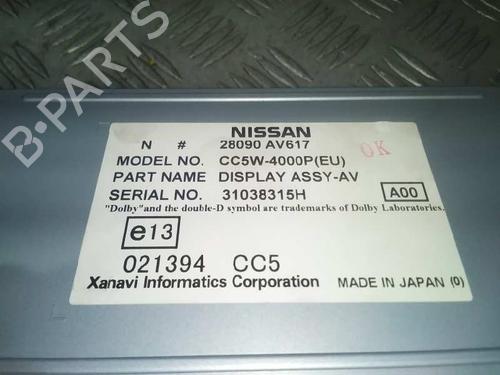 B-PARTS
NISSAN
N # 28090 AV617
MODEL NO. CC5W-4000P(EU) OK
PART NAME DISPLAY ASSY-AV
SERIAL NO. 31038315H A00
"Dolby"and the double-D symbol are trademarks of Dolby Laboratories.
e13
021394 CC5
Xanavi Informatics Corporation MADE IN JAPAN (0)